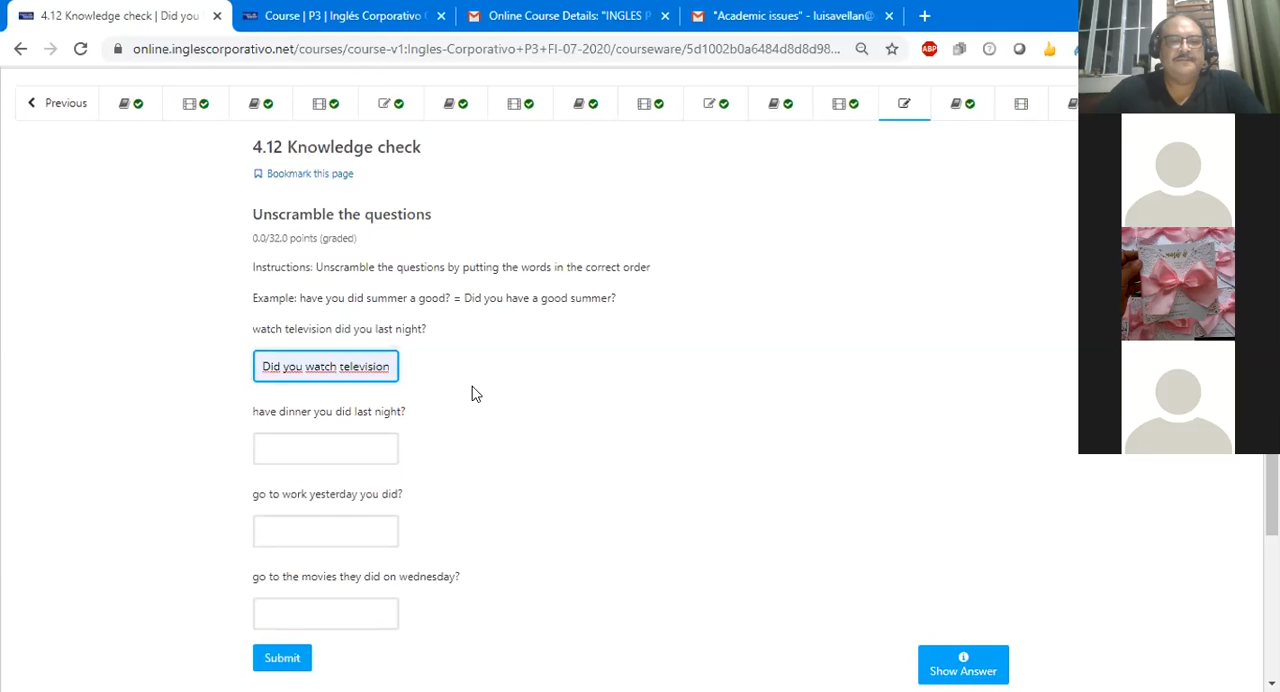 4.12 Knowledge check | Did you
Course | P3 | Inglés Corporativo
Online Course Details: "INGLES P
"Academic issues" - luisavellan@
online.inglescorporativo.net/courses/course-v1:Ingles-Corporativo+P3+FI-07-2020/courseware/5d1002b0a6484d8d8d98...
ABP
Previous
4.12 Knowledge check
Bookmark this page
Unscramble the questions
0.0/32.0 points (graded)
Instructions: Unscramble the questions by putting the words in the correct order
Example: have you did summer a good? = Did you have a good summer?
watch television did you last night?
Did you watch television
have dinner you did last night?
go to work yesterday you did?
go to the movies they did on wednesday?
Submit
Show Answer